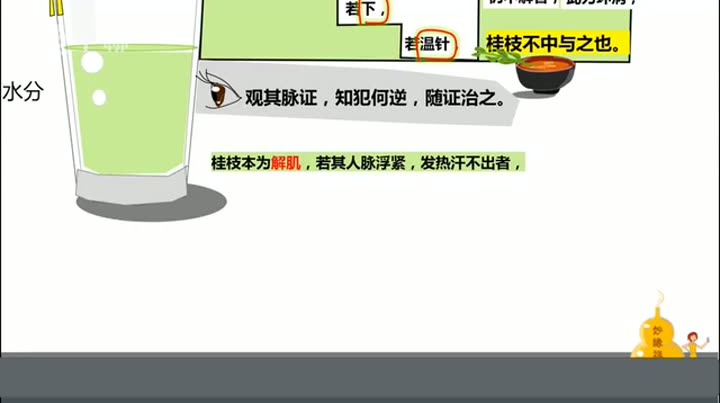 若下，
若温针，
桂枝不中与之也。
水分
观其脉证，知犯何逆，随证治之。
桂枝本为解肌，若其人脉浮紧，发热汗不出者，